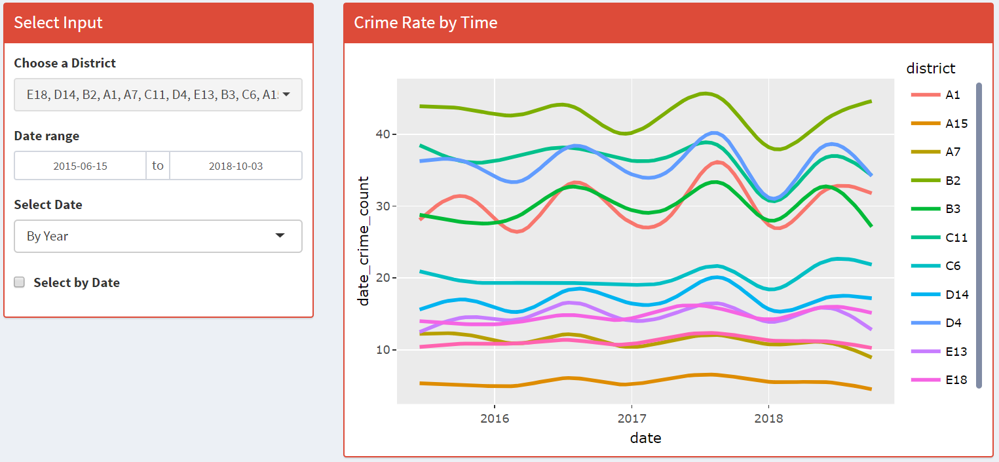 Select Input
Choose a District
E18, D14, B2, A1, A7, C11, D4, E13, B3, C6, A1
Date range
2015-06-15 to 2018-10-03
Select Date
By Year
Select by Date
Crime Rate by Time
district
A1
A15
A7
B2
B3
C11
C6
D14
D4
E13
E18
date_crime_count
40
30
20
10
2016 2017 2018
date